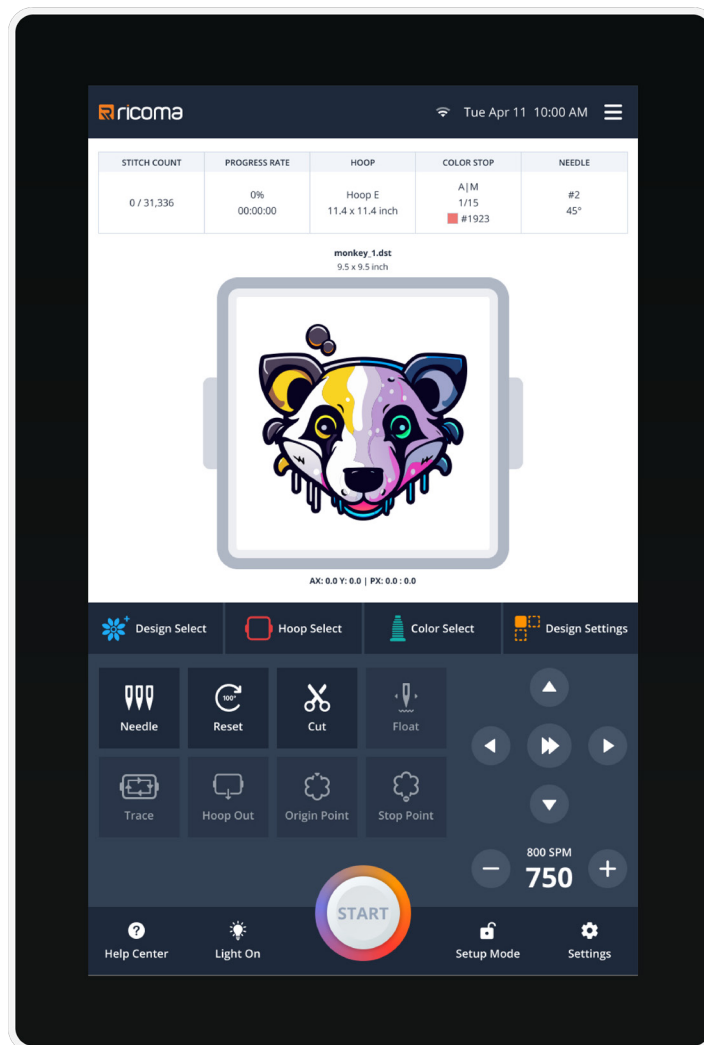 ricoma
Tue Apr 11 10:00 AM
STITCH COUNT PROGRESS RATE HOOP COLOR STOP NEEDLE
0 / 31,336
0%
00:00:00
Hoop E
11.4 x 11.4 inch
A|M
1/15
#1923
#2
45°
monkey_1.dst
9.5 x 9.5 inch
AX: 0.0 Y: 0.0 | PX: 0.0 : 0.0
Design Select Hoop Select Color Select Design Settings
100°
Needle Reset Cut Float
Trace Hoop Out Origin Point Stop Point
800 SPM
750
START
Help Center Light On Setup Mode Settings